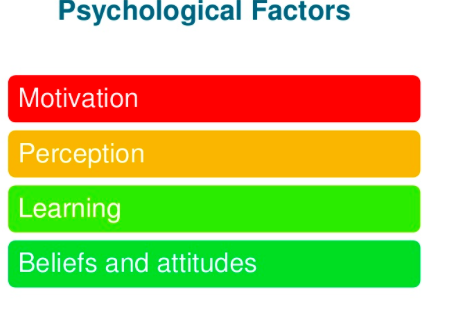 Psychological Factors
Motivation
Perception
Learning
Beliefs and attitudes